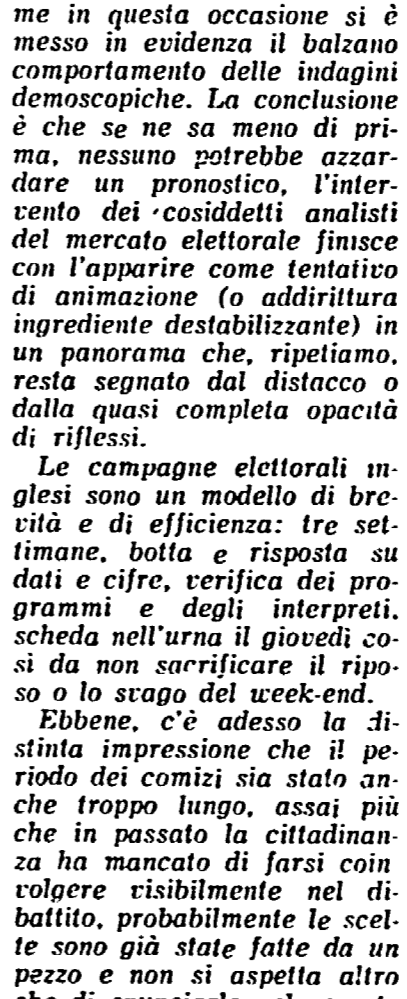 me in questa occasione si è
messo in evidenza il balzano
comportamento delle indagini
demoscopiche. La conclusione
è che se ne sa meno di pri-
ma, nessuno potrebbe azzar-
dare un pronostico, l'inter-
vento dei cosiddetti analisti
del mercato elettorale finisce
con l'apparire come tentativo
di animazione (o addirittura
ingrediente destabilizzante) in
un panorama che, ripetiamo,
resta segnato dal distacco o
dalla quasi completa opacità
di riflessi.
Le campagne elettorali in-
glesi sono un modello di bre-
vità e di efficienza: tre set-
timane, botta e risposta su
dati e cifre, verifica dei pro-
grammi e degli interpreti,
scheda nell'urna il giovedì co-
sì da non sacrificare il ripo-
so o lo svago del week-end.
Ebbene, c'è adesso la di-
stinta impressione che il pe-
riodo dei comizi sia stato an-
che troppo lungo, assai più
che in passato la cittadinan-
za ha mancato di farsi coin
volgere visibilmente nel di-
battito, probabilmente le scel-
te sono già state fatte da un
pezzo e non si aspetta altro
che di